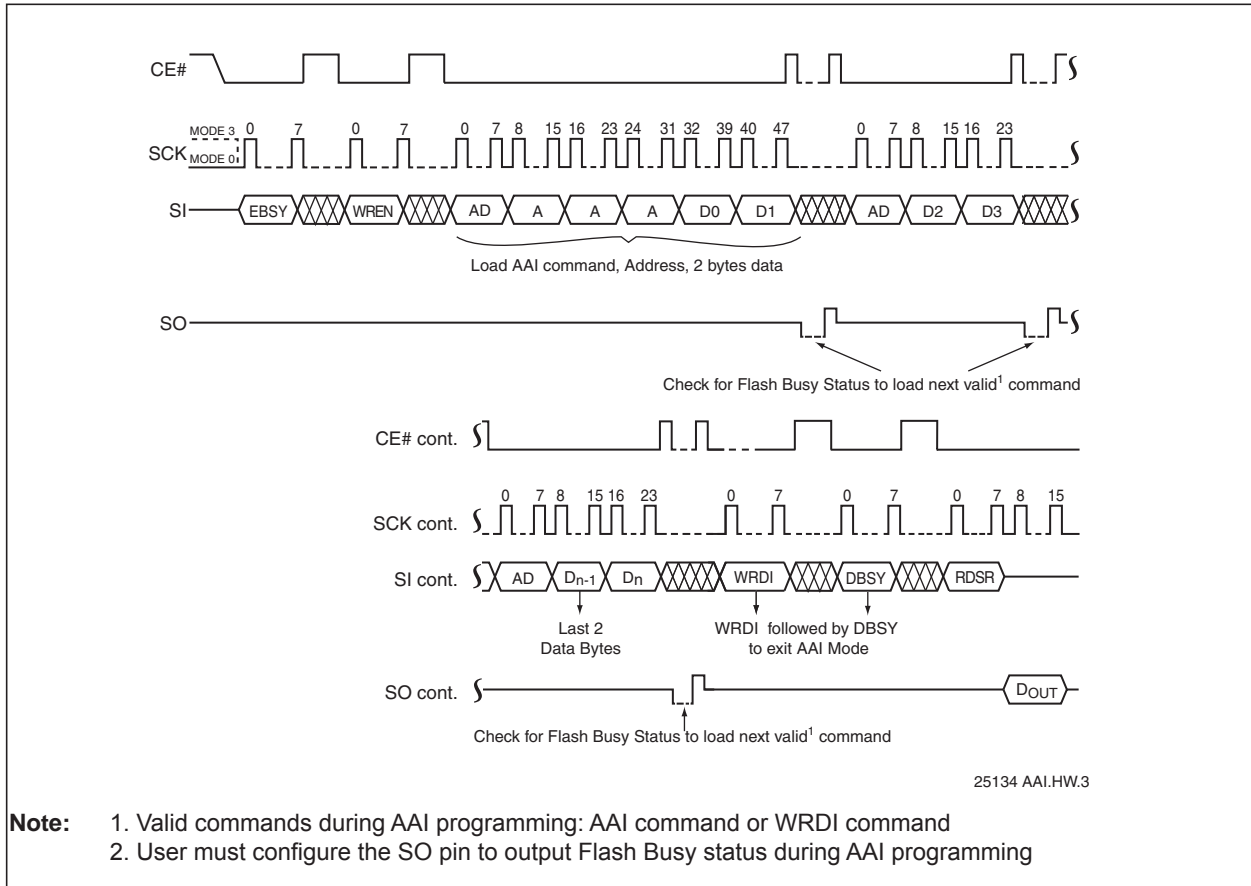 CE#
MODE 3 0 7 0 7 0 7 8 15 16 23 24 31 32 39 40 47 0 7 8 15 16 23
SCK MODE 0
SI EBSY WREN AD A A A D0 D1 AD D2 D3
Load AAI command, Address, 2 bytes data
SO
Check for Flash Busy Status to load next valid1 command
CE# cont.
0 7 8 15 16 23 0 7 0 7 0 7 8 15
SCK cont.
SI cont. AD Dn-1 Dn WRDI DBSY RDSR
Last 2 WRDI followed by DBSY
Data Bytes to exit AAI Mode
SO cont. DOUT
Check for Flash Busy Status to load next valid1 command
25134 AAI.HW.3
Note: 1. Valid commands during AAI programming: AAI command or WRDI command
2. User must configure the SO pin to output Flash Busy status during AAI programming